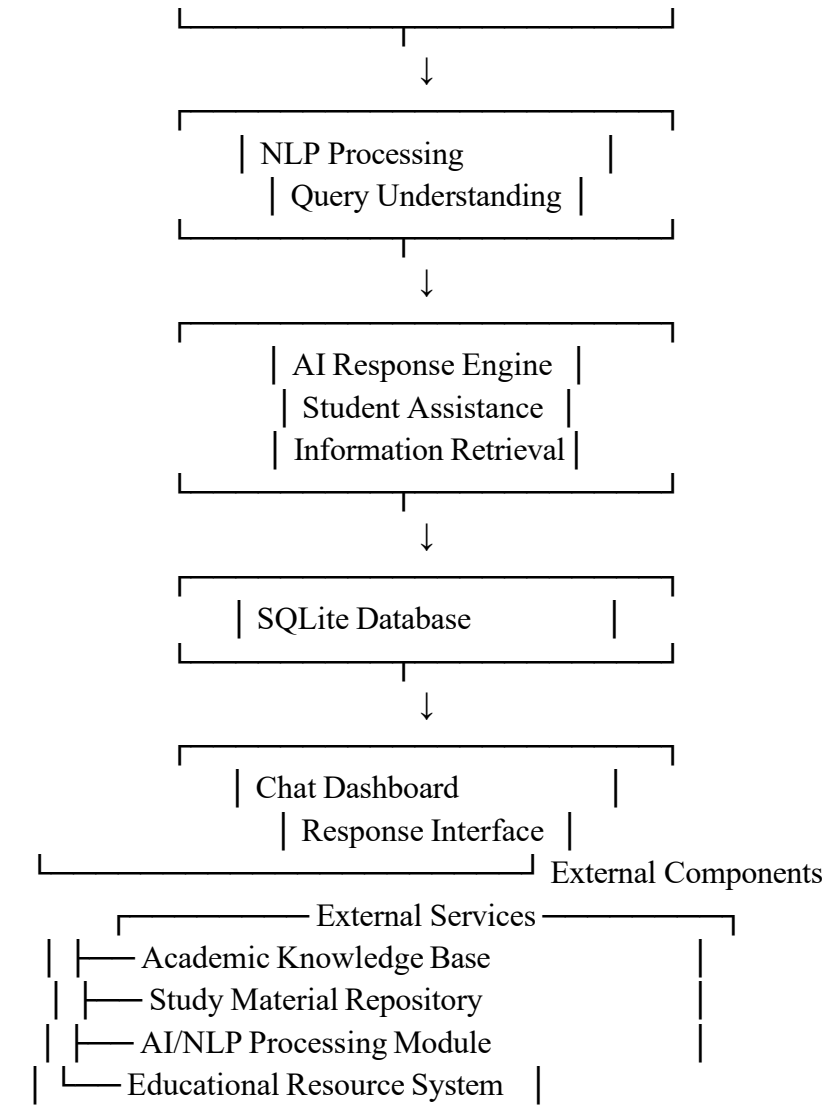 ↓
NLP Processing
Query Understanding
↓
AI Response Engine
Student Assistance
Information Retrieval
↓
SQLite Database
↓
Chat Dashboard
Response Interface
External Components
External Services
Academic Knowledge Base
Study Material Repository
AI/NLP Processing Module
Educational Resource System